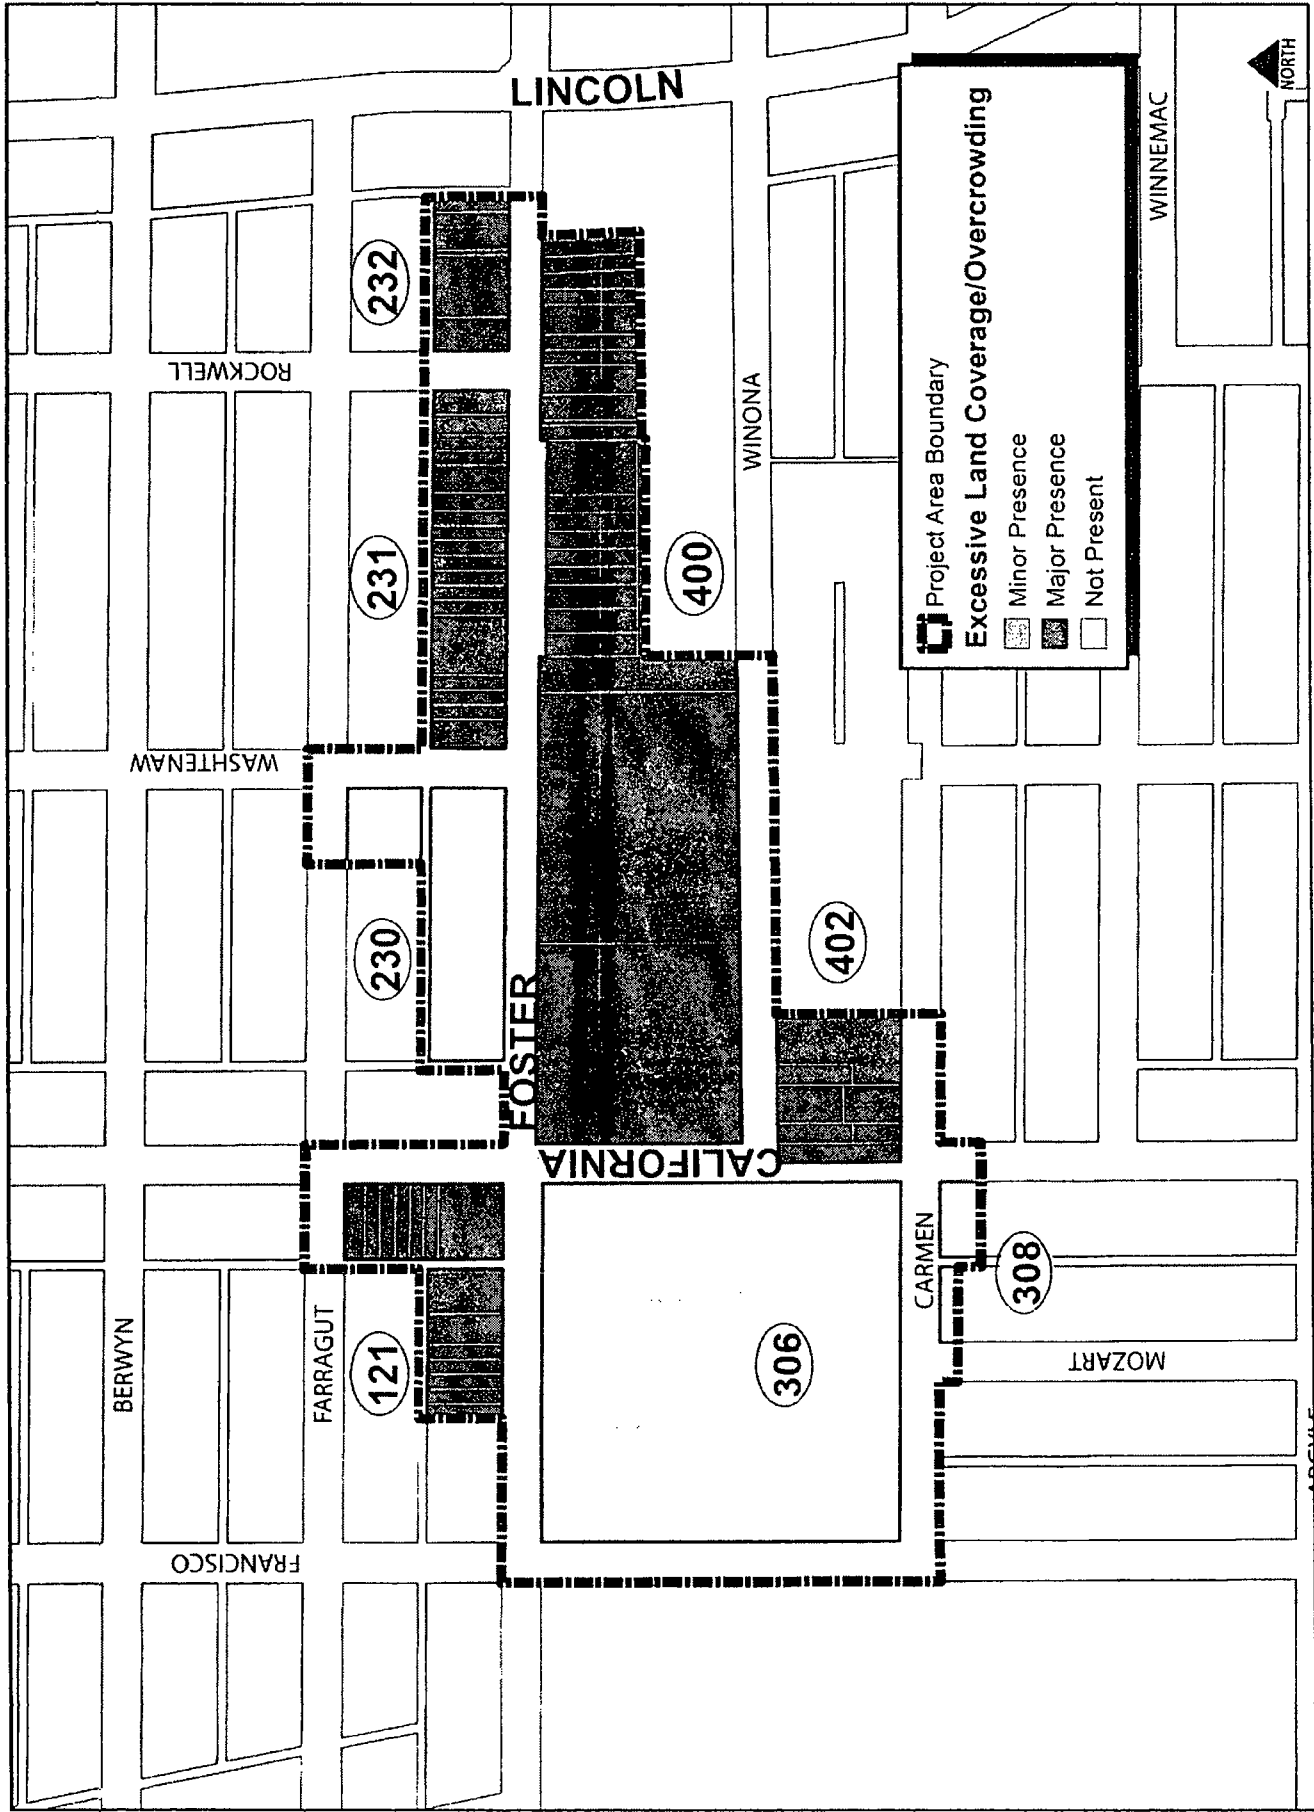 BERWYN
FARRAGUT
FRANCISCO
WASHTENAW
ROCKWELL
LINCOLN
121
230
231
232
FOSTER
CALIFORNIA
306
400
402
WINONA
CARMEN
308
MOZART
WINNEMAC
Project Area Boundary
Excessive Land Coverage/Overcrowding
Minor Presence
Major Presence
Not Present
NORTH